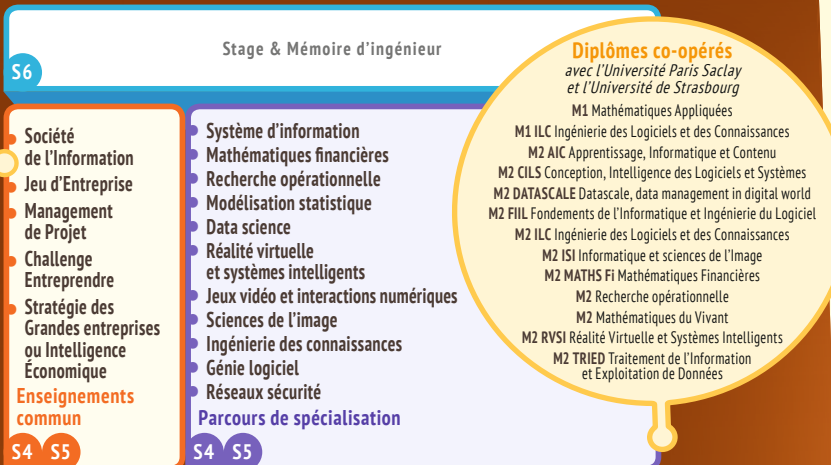 Stage & Mémoire d'ingénieur
S6
Société
de l'Information
Jeu d'Entreprise
Management
de Projet
Challenge
Entreprendre
Stratégie des
Grandes entreprises
ou Intelligence
Économique
Enseignements
commun
S4 S5
Système d'information
Mathématiques financières
Recherche opérationnelle
Modélisation statistique
Data science
Réalité virtuelle
et systèmes intelligents
Jeux vidéo et interactions numériques
Sciences de l'image
Ingénierie des connaissances
Génie logiciel
Réseaux sécurité
Parcours de spécialisation
S4 S5
Diplômes co-opérés
avec l'Université Paris Saclay
et l'Université de Strasbourg
M1 Mathématiques Appliquées
M1 ILC Ingénierie des Logiciels et des Connaissances
M2 AIC Apprentissage, Informatique et Contenu
M2 CILS Conception, Intelligence des Logiciels et Systèmes
M2 DATASCALE Datascale, data management in digital world
M2 FIIL Fondements de l'Informatique et Ingénierie du Logiciel
M2 ILC Ingénierie des Logiciels et des Connaissances
M2 ISI Informatique et sciences de l'Image
M2 MATHS Fi Mathématiques Financières
M2 Recherche opérationnelle
M2 Mathématiques du Vivant
M2 RVSI Réalité Virtuelle et Systèmes Intelligents
M2 TRIED Traitement de l'Information
et Exploitation de Données